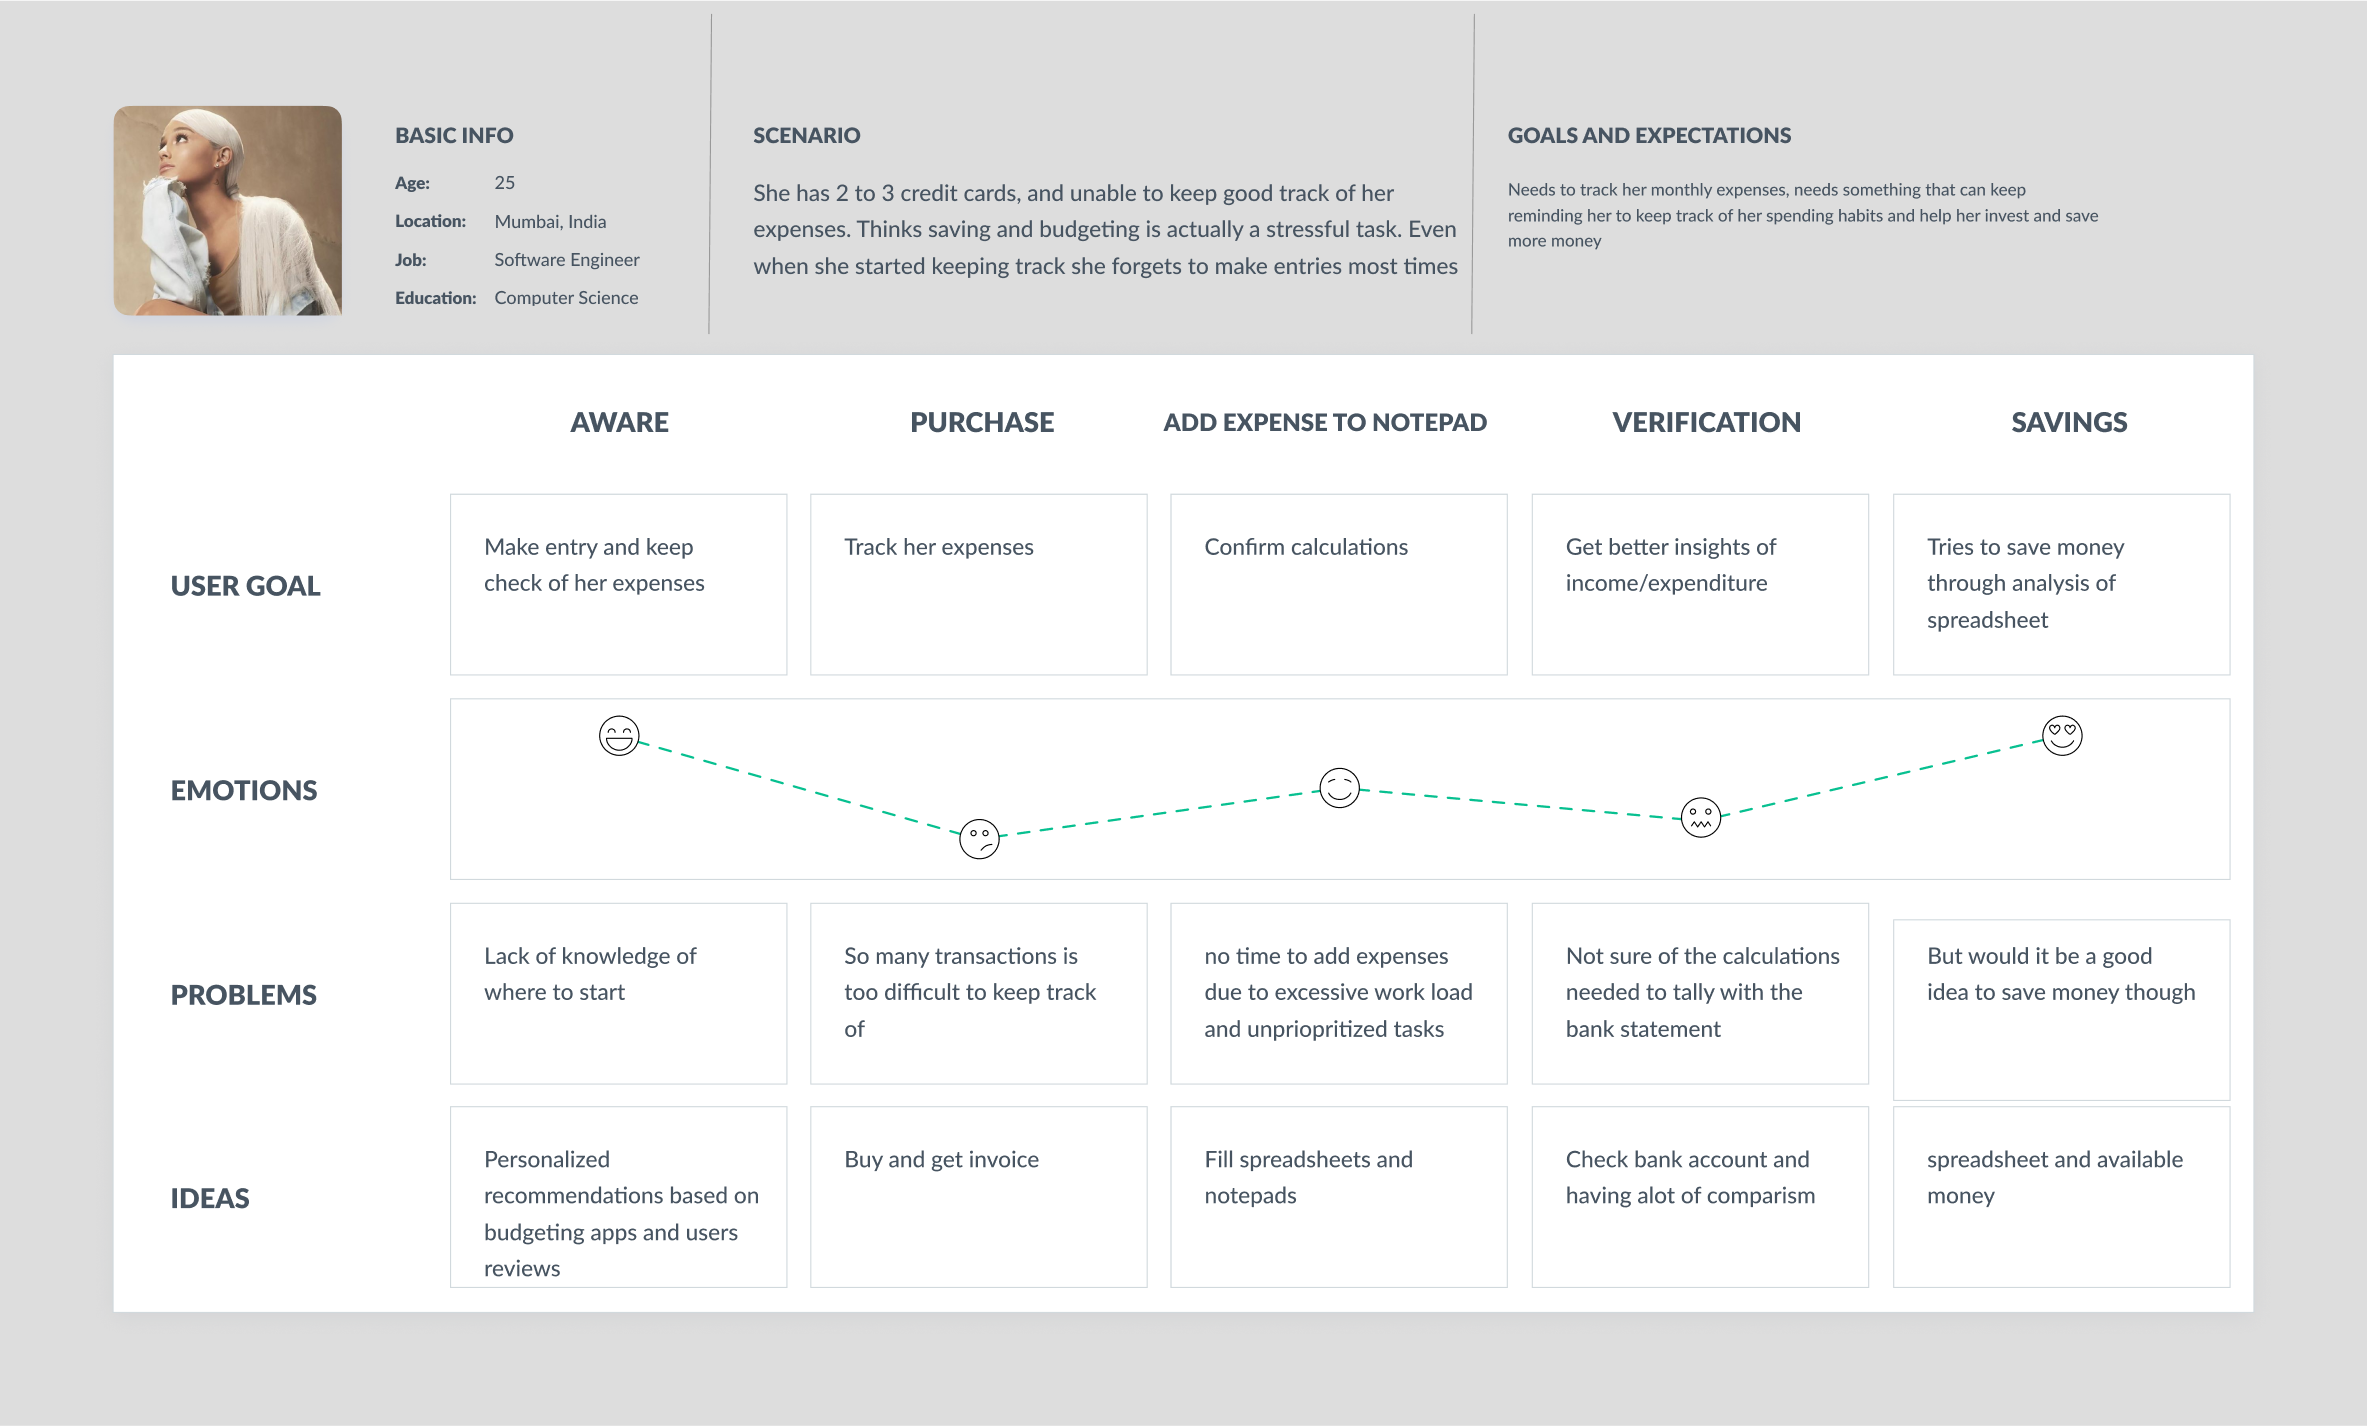 BASIC INFO
Age: 25
Location: Mumbai, India
Job: Software Engineer
Education: Computer Science
SCENARIO
She has 2 to 3 credit cards, and unable to keep good track of her
expenses. Thinks saving and budgeting is actually a stressful task. Even
when she started keeping track she forgets to make entries most times
GOALS AND EXPECTATIONS
Needs to track her monthly expenses, needs something that can keep
reminding her to keep track of her spending habits and help her invest and save
more money
AWARE
PURCHASE
ADD EXPENSE TO NOTEPAD
VERIFICATION
SAVINGS
USER GOAL
Make entry and keep
check of her expenses
Track her expenses
Confirm calculations
Get better insights of
income/expenditure
Tries to save money
through analysis of
spreadsheet
EMOTIONS
PROBLEMS
Lack of knowledge of
where to start
So many transactions is
too difficult to keep track
of
no time to add expenses
due to excessive work load
and unpriopritized tasks
Not sure of the calculations
needed to tally with the
bank statement
But would it be a good
idea to save money though
IDEAS
Personalized
recommendations based on
budgeting apps and users
reviews
Buy and get invoice
Fill spreadsheets and
notepads
Check bank account and
having alot of comparism
spreadsheet and available
money